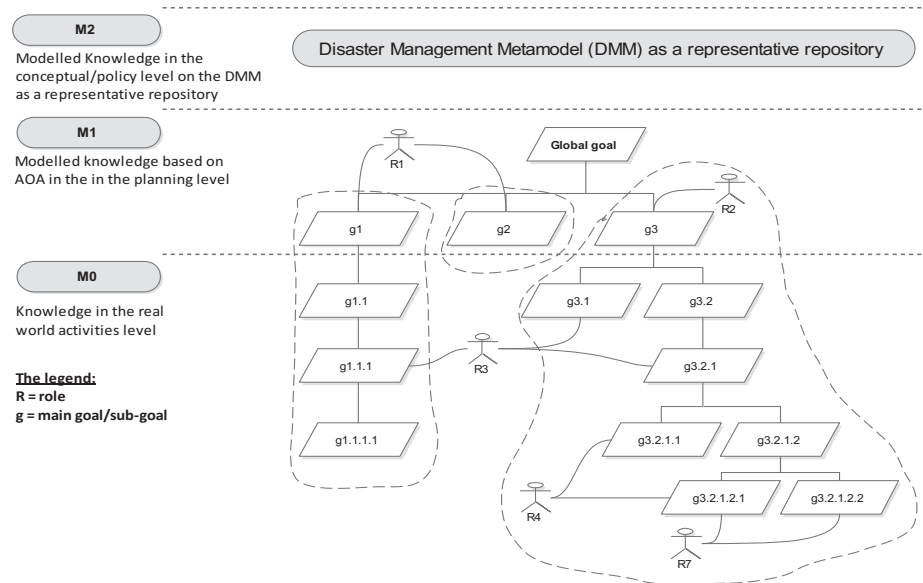 M2
Modelled Knowledge in the
conceptual/policy level on the DMM
as a representative repository
Disaster Management Metamodel (DMM) as a representative repository
M1
Modelled knowledge based on
AOA in the in the planning level
R1
Global goal
R2
g1
g2
g3
M0
Knowledge in the real
world activities level
g1.1
g3.1
g3.2
g1.1.1
R3
g3.2.1
The legend:
R = role
g = main goal/sub-goal
g1.1.1.1
g3.2.1.1
g3.2.1.2
R4
g3.2.1.2.1
g3.2.1.2.2
R7